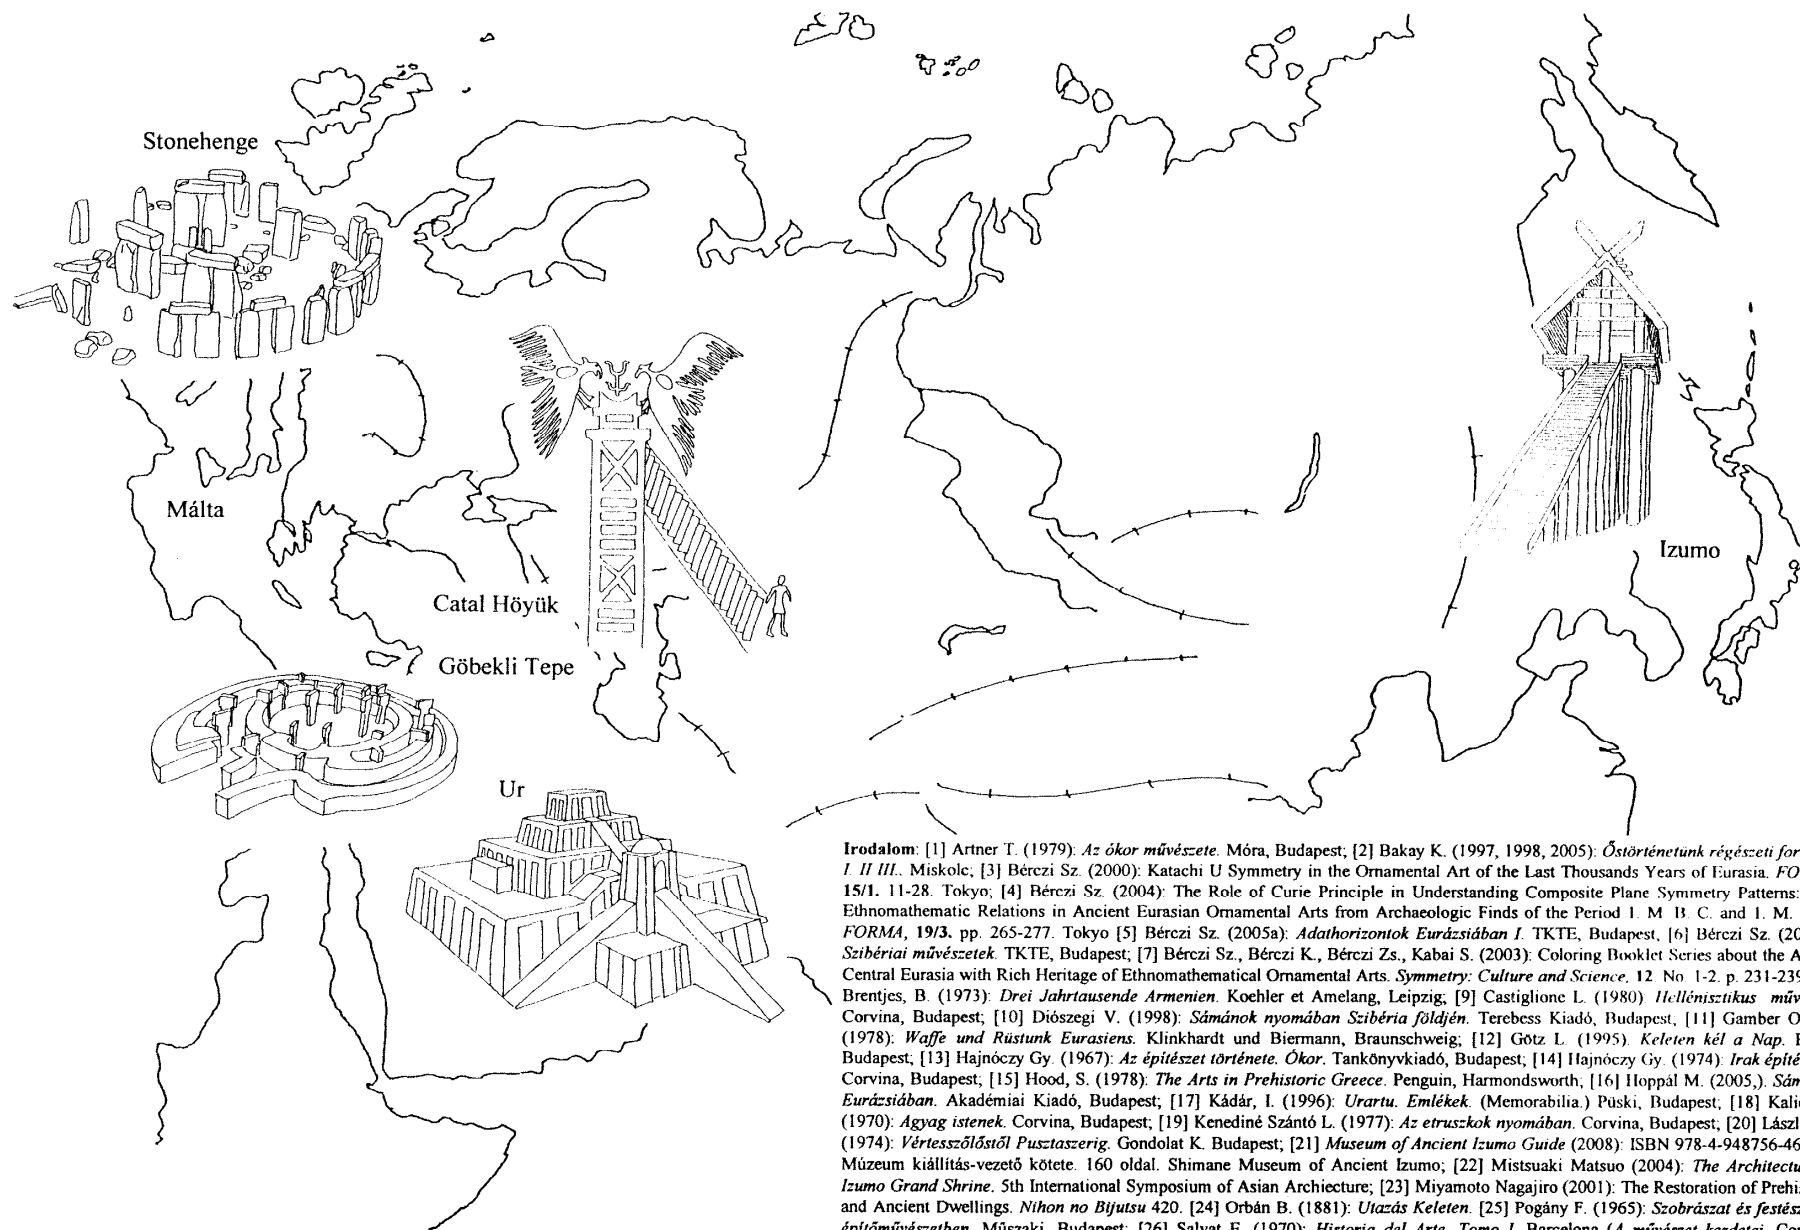 Stonehenge
Málta
Catal Höyük
Göbekli Tepe
Ur
Izumo
Irodalom: [1] Artner T. (1979): Az ókor művészete. Móra, Budapest; [2] Bakay K. (1997, 1998, 2005): Őstörténetünk régészeti for
I. II III.. Miskolc; [3] Bérczi Sz. (2000): Katachi U Symmetry in the Ornamental Art of the Last Thousands Years of Eurasia. FO
15/1. 11-28. Tokyo; [4] Bérczi Sz. (2004): The Role of Curie Principle in Understanding Composite Plane Symmetry Patterns:
Ethnomathematic Relations in Ancient Eurasian Ornamental Arts from Archaeologic Finds of the Period I. M. B. C. and I. M.
FORMA, 19/3. pp. 265-277. Tokyo [5] Bérczi Sz. (2005a): Adathorizontok Eurázsiában I. TKTE, Budapest, [6] Bérczi Sz. (20
Szibériai művészetek. TKTE, Budapest; [7] Bérczi Sz., Bérczi K., Bérczi Zs., Kabai S. (2003): Coloring Booklet Series about the A
Central Eurasia with Rich Heritage of Ethnomathematical Ornamental Arts. Symmetry: Culture and Science, 12. No. 1-2. p. 231-239
Brentjes, B. (1973): Drei Jahrtausende Armenien. Koehler et Amelang, Leipzig; [9] Castiglione L. (1980) Hellénisztikus műv
Corvina, Budapest; [10] Diószegi V. (1998): Sámánok nyomában Szibéria földjén. Terebess Kiadó, Budapest, [11] Gamber O
(1978): Waffe und Rüstunk Eurasiens. Klinkhardt und Biermann, Braunschweig; [12] Götz L. (1995). Keleten kél a Nap.
Budapest; [13] Hajnóczy Gy. (1967): Az építészet története. Ókor. Tankönyvkiadó, Budapest; [14] Hajnóczy Gy. (1974): Irak építé
Corvina, Budapest; [15] Hood, S. (1978): The Arts in Prehistoric Greece. Penguin, Harmondsworth; [16] Hoppál M. (2005,). Sám
Eurázsiában. Akadémiai Kiadó, Budapest; [17] Kádár, I. (1996): Urartu. Emlékek. (Memorabilia.) Püski, Budapest; [18] Kali
(1970): Agyag istenek. Corvina, Budapest; [19] Kenediné Szántó L. (1977): Az etruszkok nyomában. Corvina, Budapest; [20] Lászl
(1974): Vértesszőlőstől Pusztaszerig. Gondolat K. Budapest; [21] Museum of Ancient Izumo Guide (2008): ISBN 978-4-948756-46
Múzeum kiállítás-vezető kötete. 160 oldal. Shimane Museum of Ancient Izumo; [22] Mistsuaki Matsuo (2004): The Architectu
Izumo Grand Shrine. 5th International Symposium of Asian Archiecture; [23] Miyamoto Nagajiro (2001): The Restoration of Prehi
and Ancient Dwellings. Nihon no Bijutsu 420. [24] Orbán B. (1881): Utazás Keleten. [25] Pogány F. (1965): Szobrászat és festész
építőművészetben. Műszaki, Budapest; [26] Salvat E. (1970): Historia del Arte, Tomo I. Barcelona (A művészet kezdetei. Co